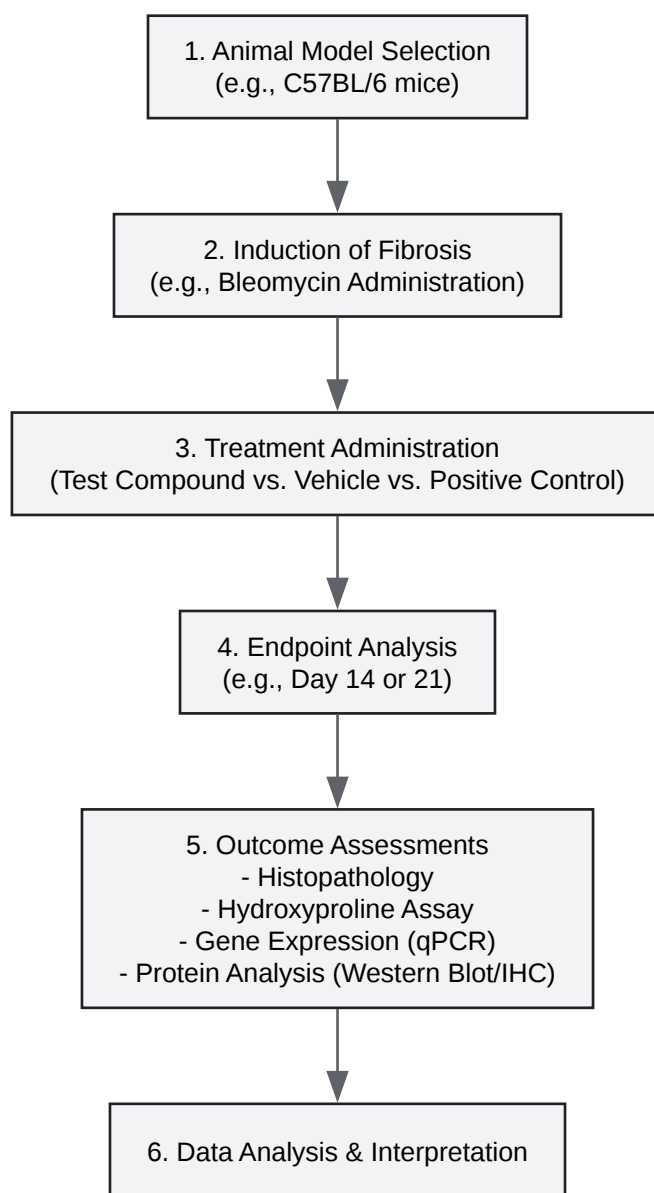 1. Animal Model Selection
(e.g., C57BL/6 mice)
2. Induction of Fibrosis
(e.g., Bleomycin Administration)
3. Treatment Administration
(Test Compound vs. Vehicle vs. Positive Control)
4. Endpoint Analysis
(e.g., Day 14 or 21)
5. Outcome Assessments
- Histopathology
- Hydroxyproline Assay
- Gene Expression (qPCR)
- Protein Analysis (Western Blot/IHC)
6. Data Analysis & Interpretation